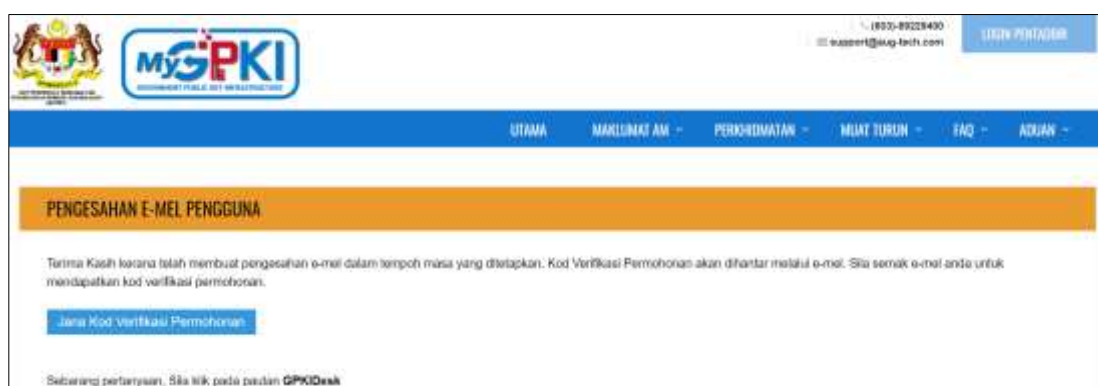 (603)-89228400
support@aug-tech.com
LOGIN PENTADBIR
MyGPKI
UTAMA MAKLUMAT AM PERKHIDMATAN MUAT TURUN FAQ ADUAN
PENGESAHAN E-MEL PENGGUNA
Terima Kasih kerana telah membuat pengesahan e-mel dalam tempoh masa yang ditetapkan. Kod Verifikasi Permohonan akan dihantar melalui e-mel. Sila semak e-mel anda untuk
mendapatkan kod verifikasi permohonan.
Jana Kod Verifikasi Permohonan
Sebarang pertanyaan, Sila klik pada pautan GPKIDesk